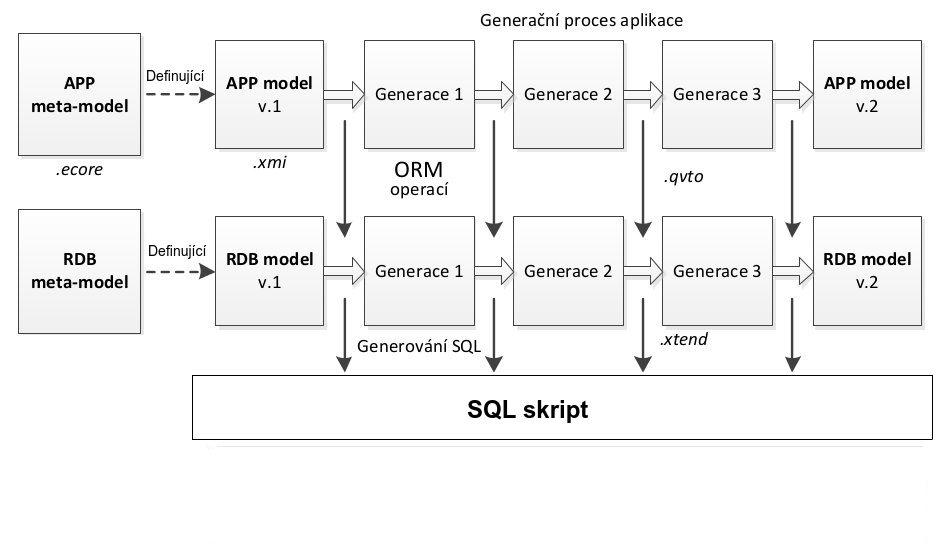 Generační proces aplikace
APP
meta-model
Definující
APP model
v.1
Generace 1
Generace 2
Generace 3
APP model
v.2
.ecore
.xmi
ORM
operací
.qvto
RDB
meta-model
Definující
RDB model
v.1
Generace 1
Generace 2
Generace 3
RDB model
v.2
Generování SQL
.xtend
SQL skript